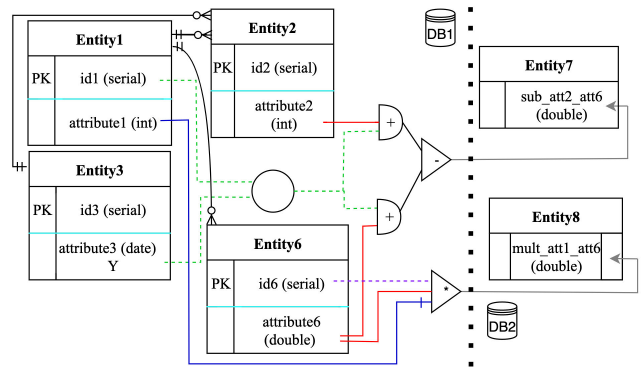 Entity1
PK
id1 (serial)
attribute1 (int)
Entity2
PK
id2 (serial)
attribute2
(int)
DB1
Entity7
sub_att2_att6
(double)
Entity3
PK
id3 (serial)
attribute3 (date)
Y
+
-
+
Entity8
mult_att1_att6
(double)
Entity6
PK
id6 (serial)
attribute6
(double)
*
DB2